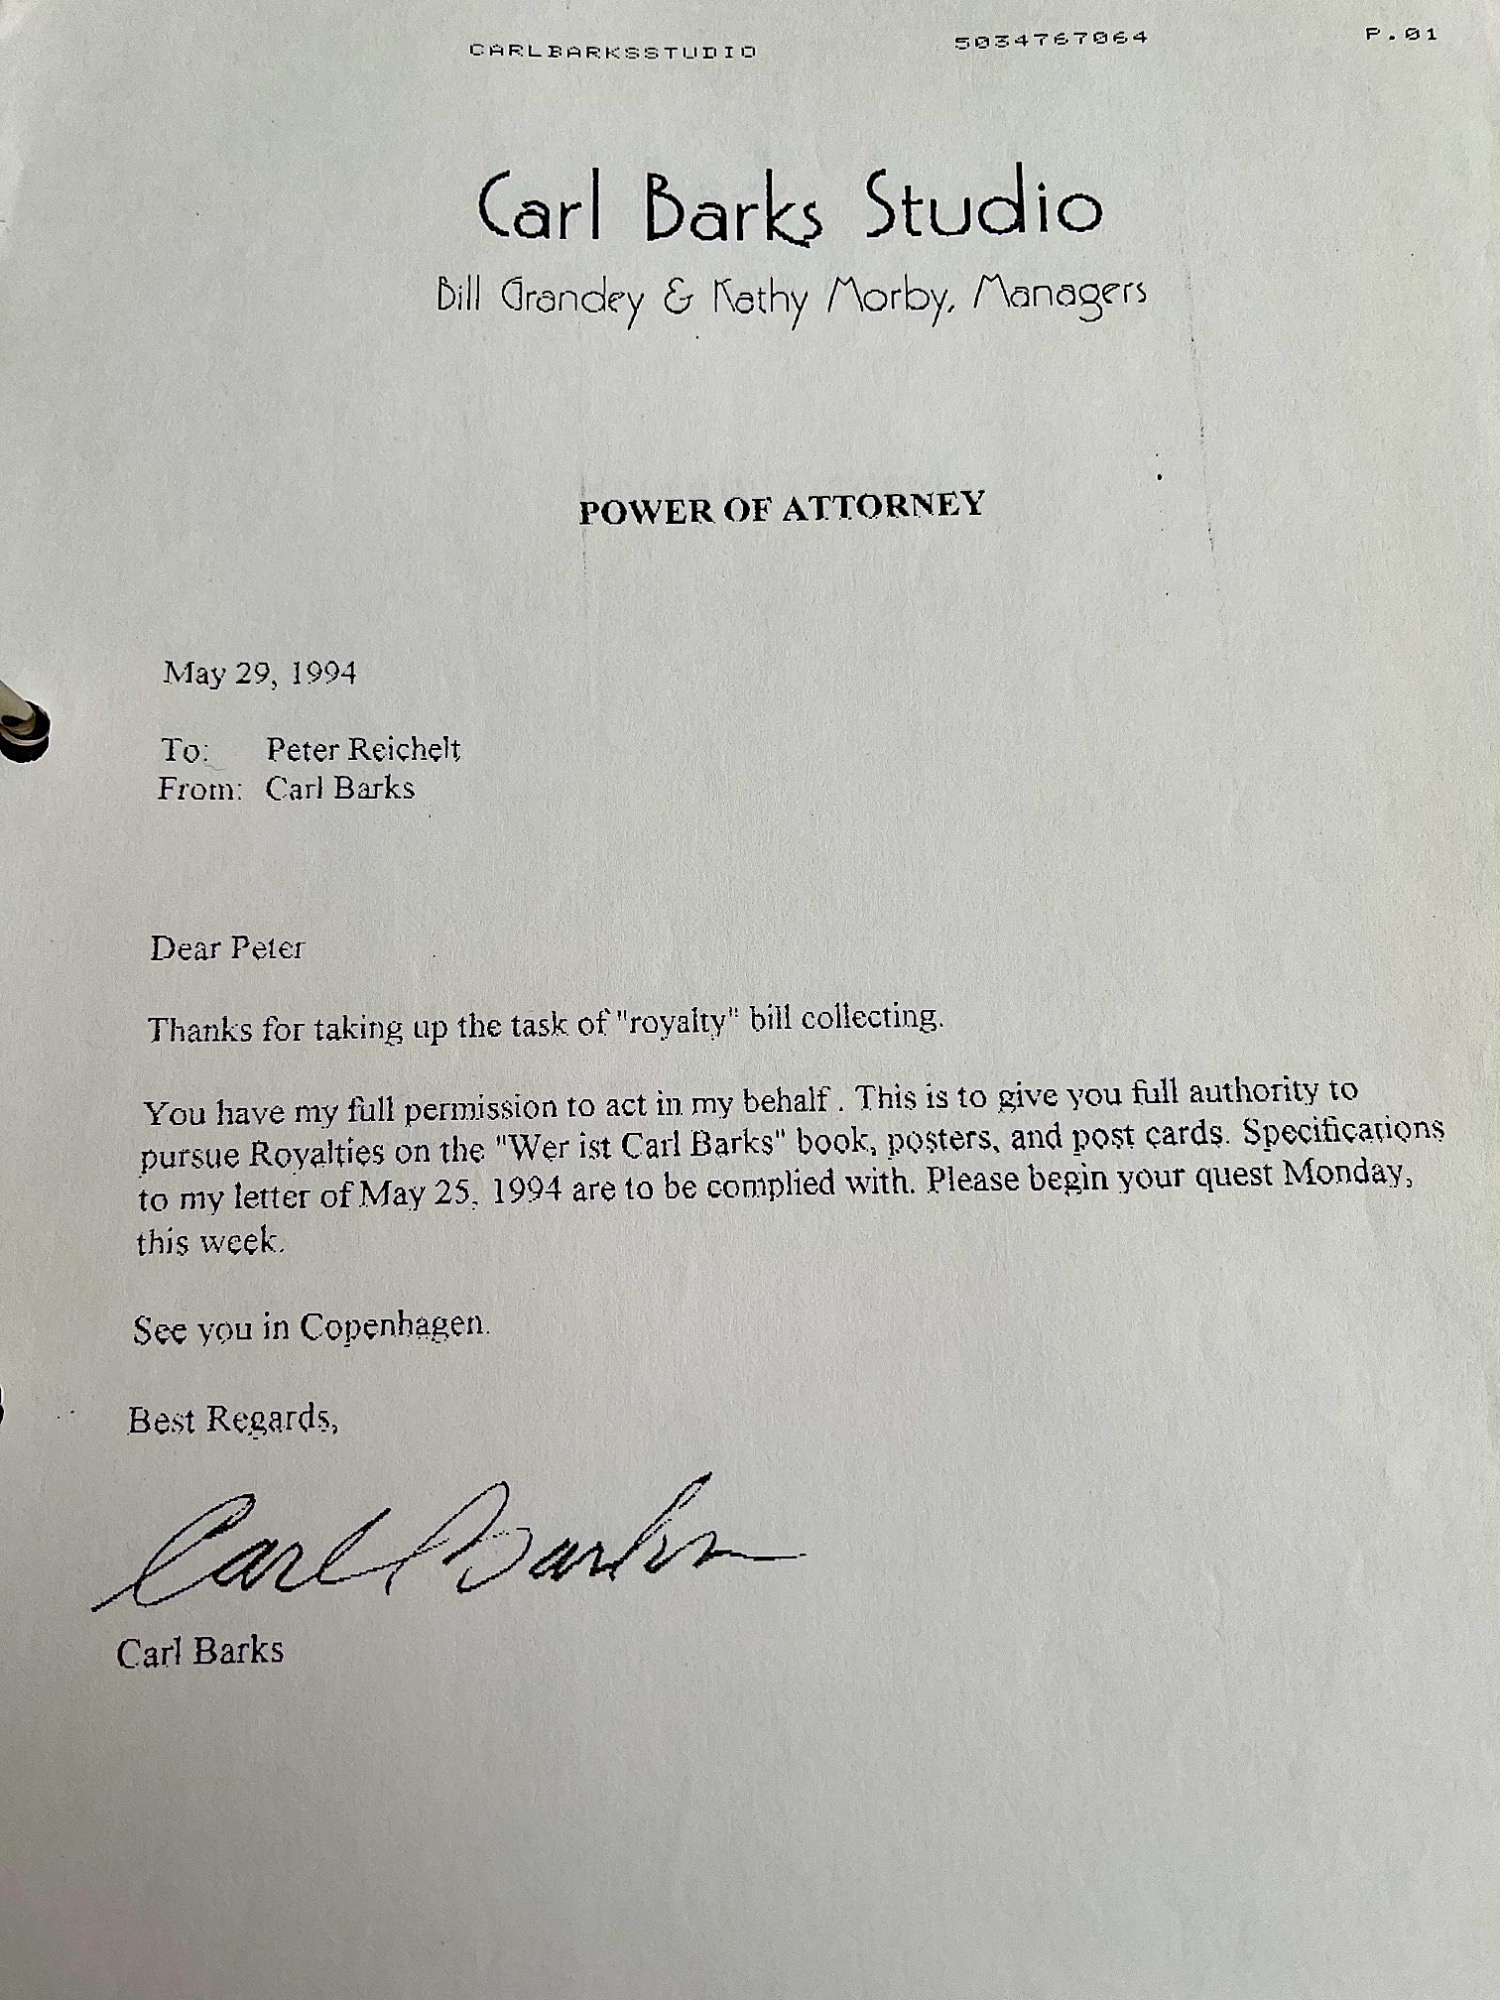 CARLBARKSSTUDIO 5034767064 P.01
Carl Barks Studio
Bill Grandey & Kathy Morby, Managers
POWER OF ATTORNEY
May 29, 1994
To: Peter Reichelt
From: Carl Barks
Dear Peter
Thanks for taking up the task of "royalty" bill collecting.
You have my full permission to act in my behalf . This is to give you full authority to
pursue Royalties on the "Wer ist Carl Barks" book, posters, and post cards. Specifications
to my letter of May 25, 1994 are to be complied with. Please begin your quest Monday,
this week.
See you in Copenhagen.
Best Regards,
Carl Barks
Carl Barks